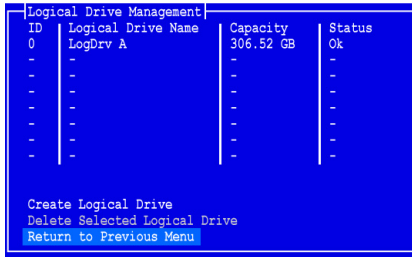 Logical Drive Management
ID Logical Drive Name Capacity Status
0 LogDrv A 306.52 GB Ok
- - - -
- - - -
- - - -
- - - -
- - - -
- - - -
- - - -
Create Logical Drive
Delete Selected Logical Drive
Return to Previous Menu